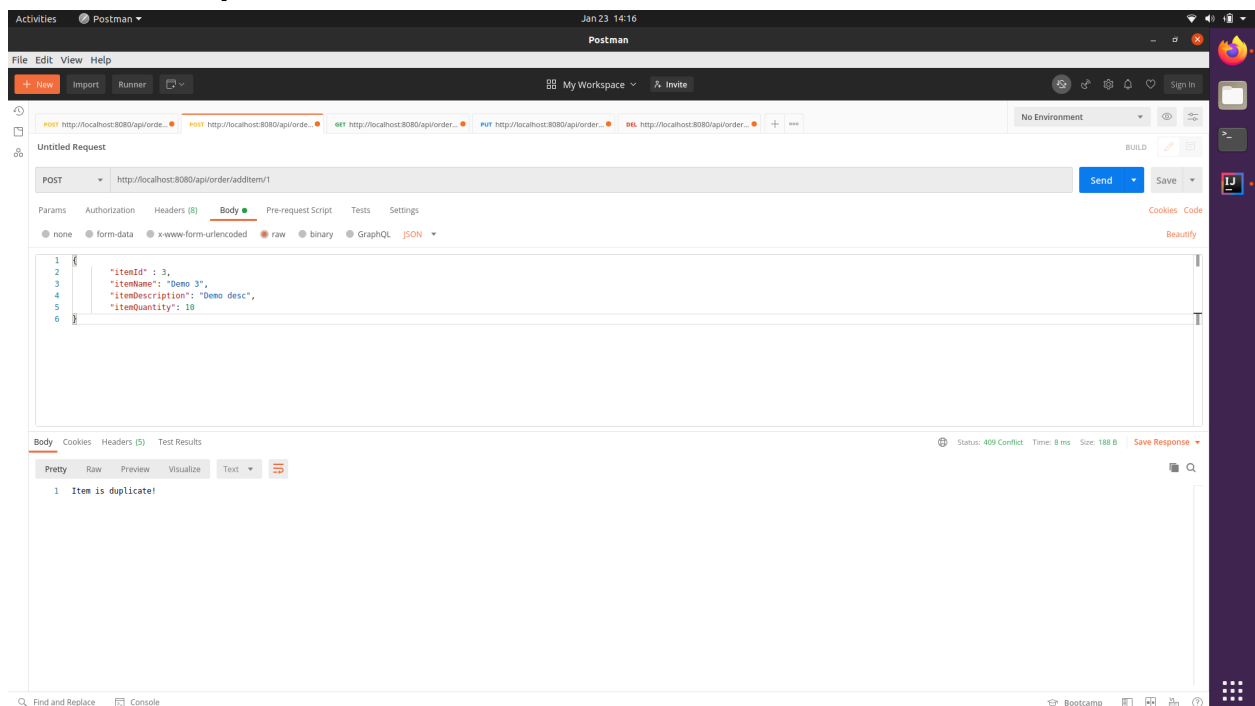 Activities Postman Jan 23 14:16
Postman
File Edit View Help
+ New Import Runner My Workspace Invite Sign In
POST http://localhost:8080/api/orde... POST http://localhost:8080/api/orde... GET http://localhost:8080/api/order... PUT http://localhost:8080/api/order... DEL http://localhost:8080/api/order... + No Environment
Untitled Request BUILD
POST http://localhost:8080/api/order/addItem/1 Send Save
Params Authorization Headers (8) Body Pre-request Script Tests Settings Cookies Code
none form-data x-www-form-urlencoded raw binary GraphQL JSON Beautify
1 {
2 "itemId" : 3,
3 "itemName": "Demo 3",
4 "itemDescription": "Demo desc",
5 "itemQuantity": 10
6 }
Body Cookies Headers (5) Test Results Status: 409 Conflict Time: 8 ms Size: 188 B Save Response
Pretty Raw Preview Visualize Text
1 Item is duplicate!
Find and Replace Console Bootcamp